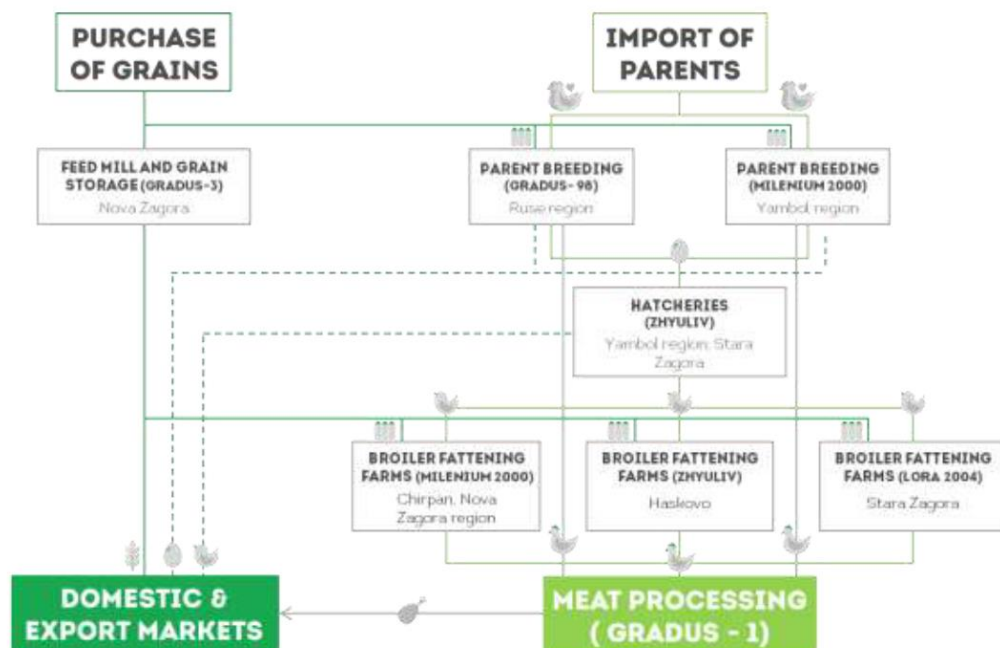 PURCHASE
OF GRAINS
IMPORT OF
PARENTS
FEED MILL AND GRAIN
STORAGE (GRADUS-3)
Nova Zagora
PARENT BREEDING
(GRADUS- 98)
Ruse region
PARENT BREEDING
(MILENIUM 2000)
Yambol region
HATCHERIES
(ZHYULIV)
Yambol region, Stara
Zagora
BROILER FATTENING
FARMS (MILENIUM 2000)
Chirpan, Nova
Zagora region
BROILER FATTENING
FARMS (ZHYULIV)
Haskovo
BROILER FATTENING
FARMS (LORA 2004)
Stara Zagora
DOMESTIC &
EXPORT MARKETS
MEAT PROCESSING
( GRADUS - 1)